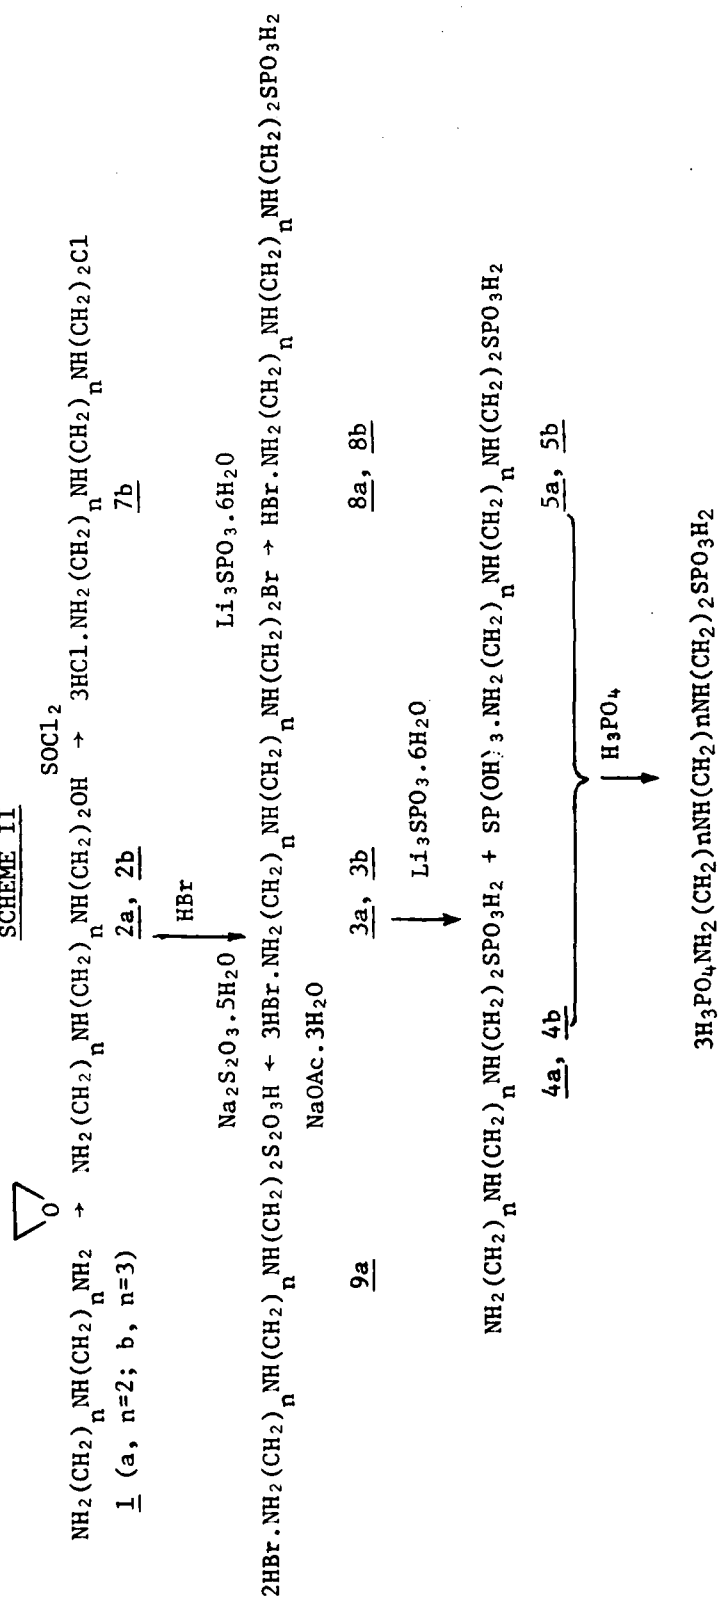 SCHEME II
O SOCl2
NH2(CH2)nNH(CH2)nNH2 → NH2(CH2)nNH(CH2)nNH(CH2)2OH → 3HCl.NH2(CH2)nNH(CH2)nNH(CH2)2Cl
1 (a, n=2; b, n=3) 2a, 2b 7b
HBr
Na2S2O3.5H2O Li3SPO3.6H2O
2HBr.NH2(CH2)nNH(CH2)nNH(CH2)2S2O3H ← 3HBr.NH2(CH2)nNH(CH2)nNH(CH2)2Br → HBr.NH2(CH2)nNH(CH2)nNH(CH2)2SPO3H2
NaOAc.3H2O
9a 3a, 3b 8a, 8b
Li3SPO3.6H2O
NH2(CH2)nNH(CH2)nNH(CH2)2SPO3H2 + SP(OH)3.NH2(CH2)nNH(CH2)nNH(CH2)2SPO3H2
4a, 4b 5a, 5b
H3PO4
3H3PO4NH2(CH2)nNH(CH2)nNH(CH2)2SPO3H2